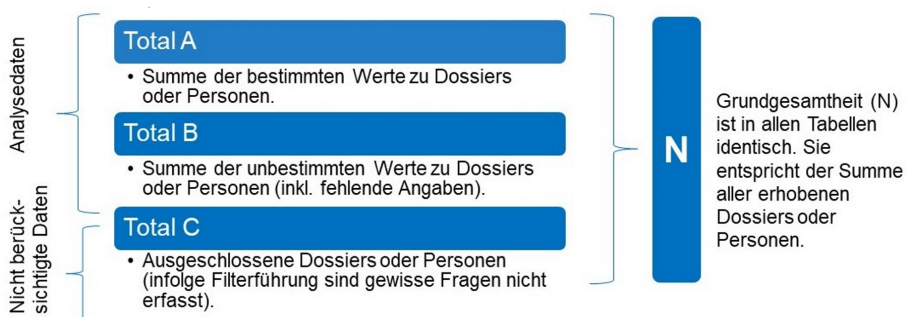 Analysedaten
Total A
• Summe der bestimmten Werte zu Dossiers
oder Personen.
Total B
• Summe der unbestimmten Werte zu Dossiers
oder Personen (inkl. fehlende Angaben).
Nicht berück-
sichtigte Daten
Total C
• Ausgeschlossene Dossiers oder Personen
(infolge Filterführung sind gewisse Fragen nicht
erfasst).
N
Grundgesamtheit (N)
ist in allen Tabellen
identisch. Sie
entspricht der Summe
aller erhobenen
Dossiers oder
Personen.